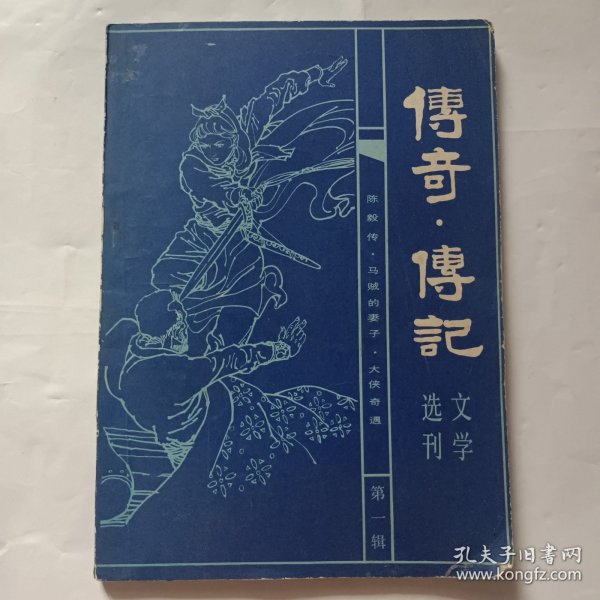 傳奇·傳記
文学
选刊
陈毅传·马贼的妻子·大侠奇遇
第一辑
孔夫子旧书网
www.kongfz.com